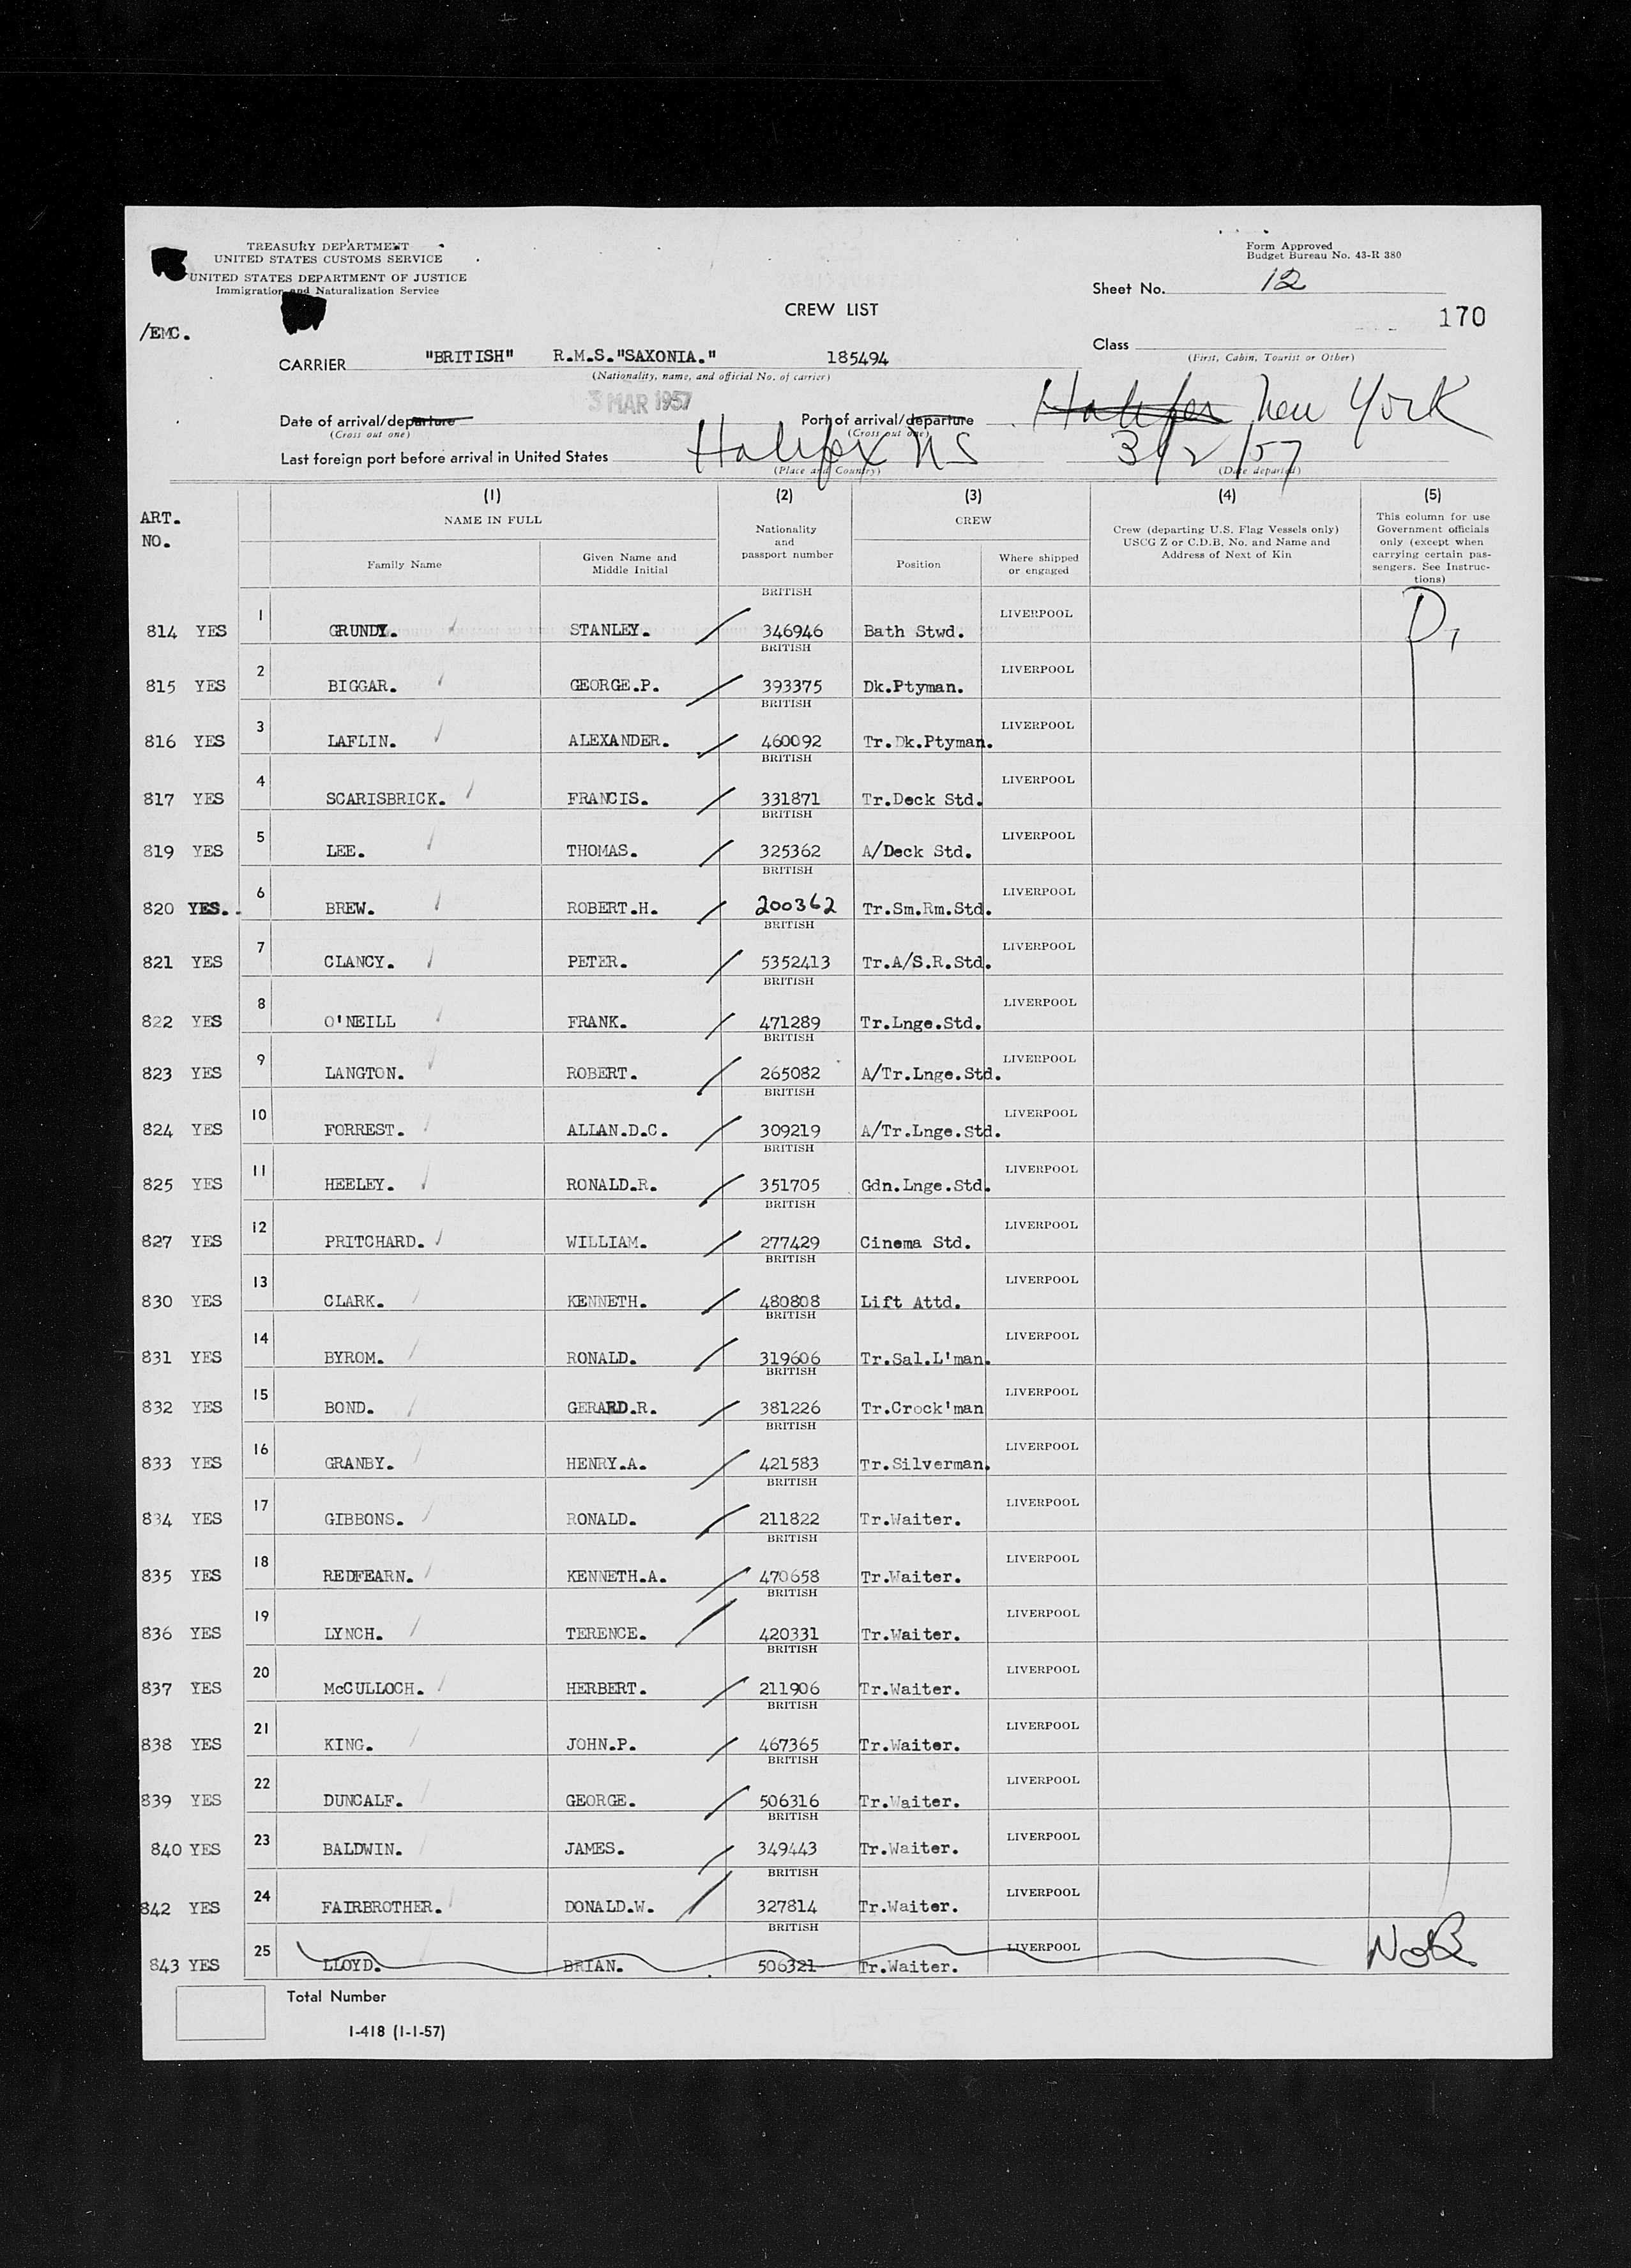 TREASURY DEPARTMENT
UNITED STATES CUSTOMS SERVICE
UNITED STATES DEPARTMENT OF JUSTICE
Immigration and Naturalization Service
Form Approved
Budget Bureau No. 43-R 380
Sheet No. 12
CREW LIST
170
/EMC.
Class
(First, Cabin, Tourist or Other)
CARRIER "BRITISH" R.M.S."SAXONIA." 185494
(Nationality, name, and official No. of carrier)
3 MAR 1957
Date of arrival/departure
(Cross out one)
Port of arrival/departure Halifax New York
(Cross out one)
Last foreign port before arrival in United States Halifax NS 3/2/57
(Place and Country) (Date departed)
ART. NO.
(1) (2) (3) (4) (5)
NAME IN FULL
Family Name
Given Name and Middle Initial
Nationality and passport number
CREW
Position
Where shipped or engaged
Crew (departing U.S. Flag Vessels only) USCG Z or C.D.B. No. and Name and Address of Next of Kin
This column for use Government officials only (except when carrying certain passengers. See Instructions)
814 YES 1 GRUNDY. STANLEY. BRITISH 346946 Bath Stwd. LIVERPOOL D,
815 YES 2 BIGGAR. GEORGE.P. BRITISH 393375 Dk.Ptyman. LIVERPOOL
816 YES 3 LAFLIN. ALEXANDER. BRITISH 460092 Tr.Dk.Ptyman. LIVERPOOL
817 YES 4 SCARISBRICK. FRANCIS. BRITISH 331871 Tr.Deck Std. LIVERPOOL
819 YES 5 LEE. THOMAS. BRITISH 325362 A/Deck Std. LIVERPOOL
820 YES. 6 BREW. ROBERT.H. BRITISH 200362 Tr.Sm.Rm.Std. LIVERPOOL
821 YES 7 CLANCY. PETER. BRITISH 5352413 Tr.A/S.R.Std. LIVERPOOL
822 YES 8 O'NEILL FRANK. BRITISH 471289 Tr.Lnge.Std. LIVERPOOL
823 YES 9 LANGTON. ROBERT. BRITISH 265082 A/Tr.Lnge.Std. LIVERPOOL
824 YES 10 FORREST. ALLAN.D.C. BRITISH 309219 A/Tr.Lnge.Std. LIVERPOOL
825 YES 11 HEELEY. RONALD.R. BRITISH 351705 Gdn.Lnge.Std. LIVERPOOL
827 YES 12 PRITCHARD. WILLIAM. BRITISH 277429 Cinema Std. LIVERPOOL
830 YES 13 CLARK. KENNETH. BRITISH 480808 Lift Attd. LIVERPOOL
831 YES 14 BYROM. RONALD. BRITISH 319606 Tr.Sal.L'man. LIVERPOOL
832 YES 15 BOND. GERARD.R. BRITISH 381226 Tr.Crock'man LIVERPOOL
833 YES 16 GRANBY. HENRY.A. BRITISH 421583 Tr.Silverman. LIVERPOOL
834 YES 17 GIBBONS. RONALD. BRITISH 211822 Tr.Waiter. LIVERPOOL
835 YES 18 REDFEARN. KENNETH.A. BRITISH 470658 Tr.Waiter. LIVERPOOL
836 YES 19 LYNCH. TERENCE. BRITISH 420331 Tr.Waiter. LIVERPOOL
837 YES 20 McCULLOCH. HERBERT. BRITISH 211906 Tr.Waiter. LIVERPOOL
838 YES 21 KING. JOHN.P. BRITISH 467365 Tr.Waiter. LIVERPOOL
839 YES 22 DUNCALF. GEORGE. BRITISH 506316 Tr.Waiter. LIVERPOOL
840 YES 23 BALDWIN. JAMES. BRITISH 349443 Tr.Waiter. LIVERPOOL
842 YES 24 FAIRBROTHER. DONALD.W. BRITISH 327814 Tr.Waiter. LIVERPOOL
843 YES 25 LLOYD. BRIAN. BRITISH 506321 Tr.Waiter. LIVERPOOL NOB
Total Number
I-418 (1-1-57)